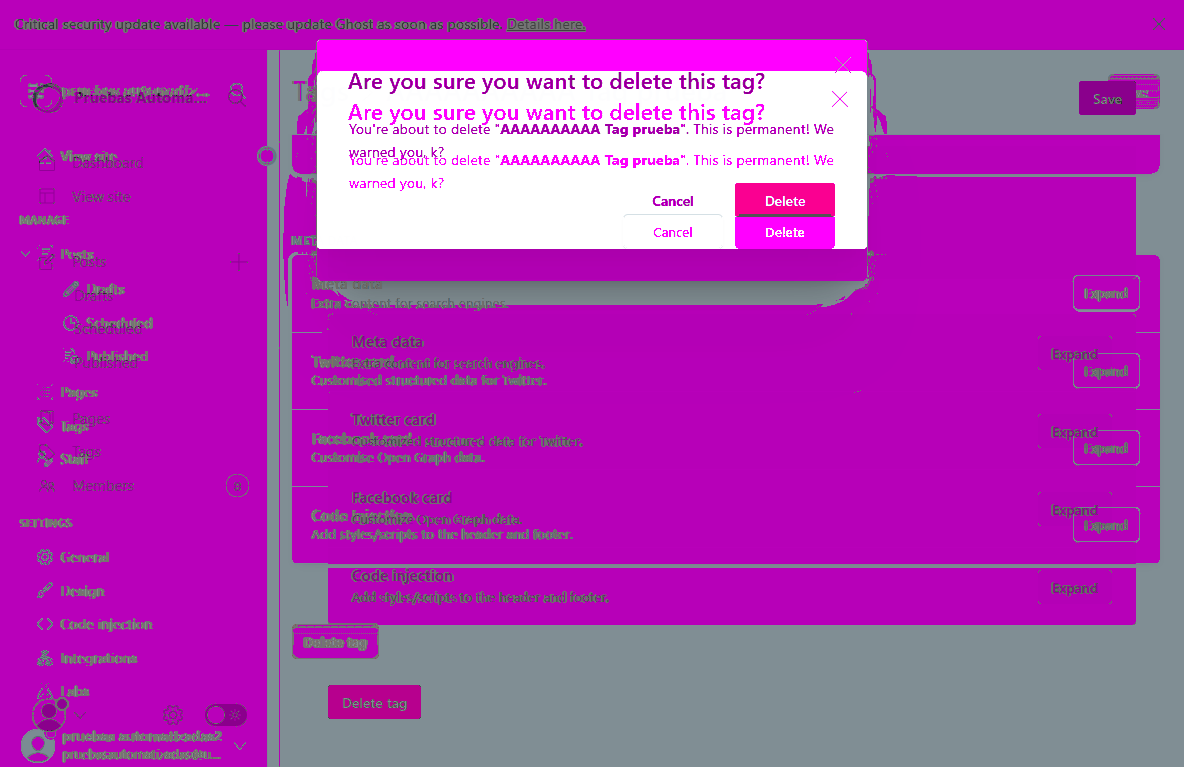 Critical security update available — please update Ghost as soon as possible. Details here.
Are you sure you want to delete this tag?
Are you sure you want to delete this tag?
You're about to delete "AAAAAAAAAA Tag prueba". This is permanent! We
warned you, k?
You're about to delete "AAAAAAAAAA Tag prueba". This is permanent! We
warned you, k?
Cancel
Delete
Cancel
Delete
Save
Pruebas Automa...
View site
View site
MANAGE
Posts
Posts
Drafts
Drafts
Scheduled
Scheduled
Published
Published
Pages
Pages
Tags
Tags
Staff
Members
0
SETTINGS
General
Design
Code injection
Integrations
Labs
pruebas automatizadas2
Meta data
Extra content for search engines.
Expand
Meta data
Extra content for search engines.
Expand
Twitter card
Customised structured data for Twitter.
Expand
Twitter card
Customized structured data for Twitter.
Expand
Facebook card
Customise Open Graph data.
Expand
Facebook card
Customize Open Graph data
Expand
Code injection
Add styles/scripts to the header and footer.
Expand
Code injection
Add styles/scripts to the header and footer.
Expand
Delete tag
Delete tag